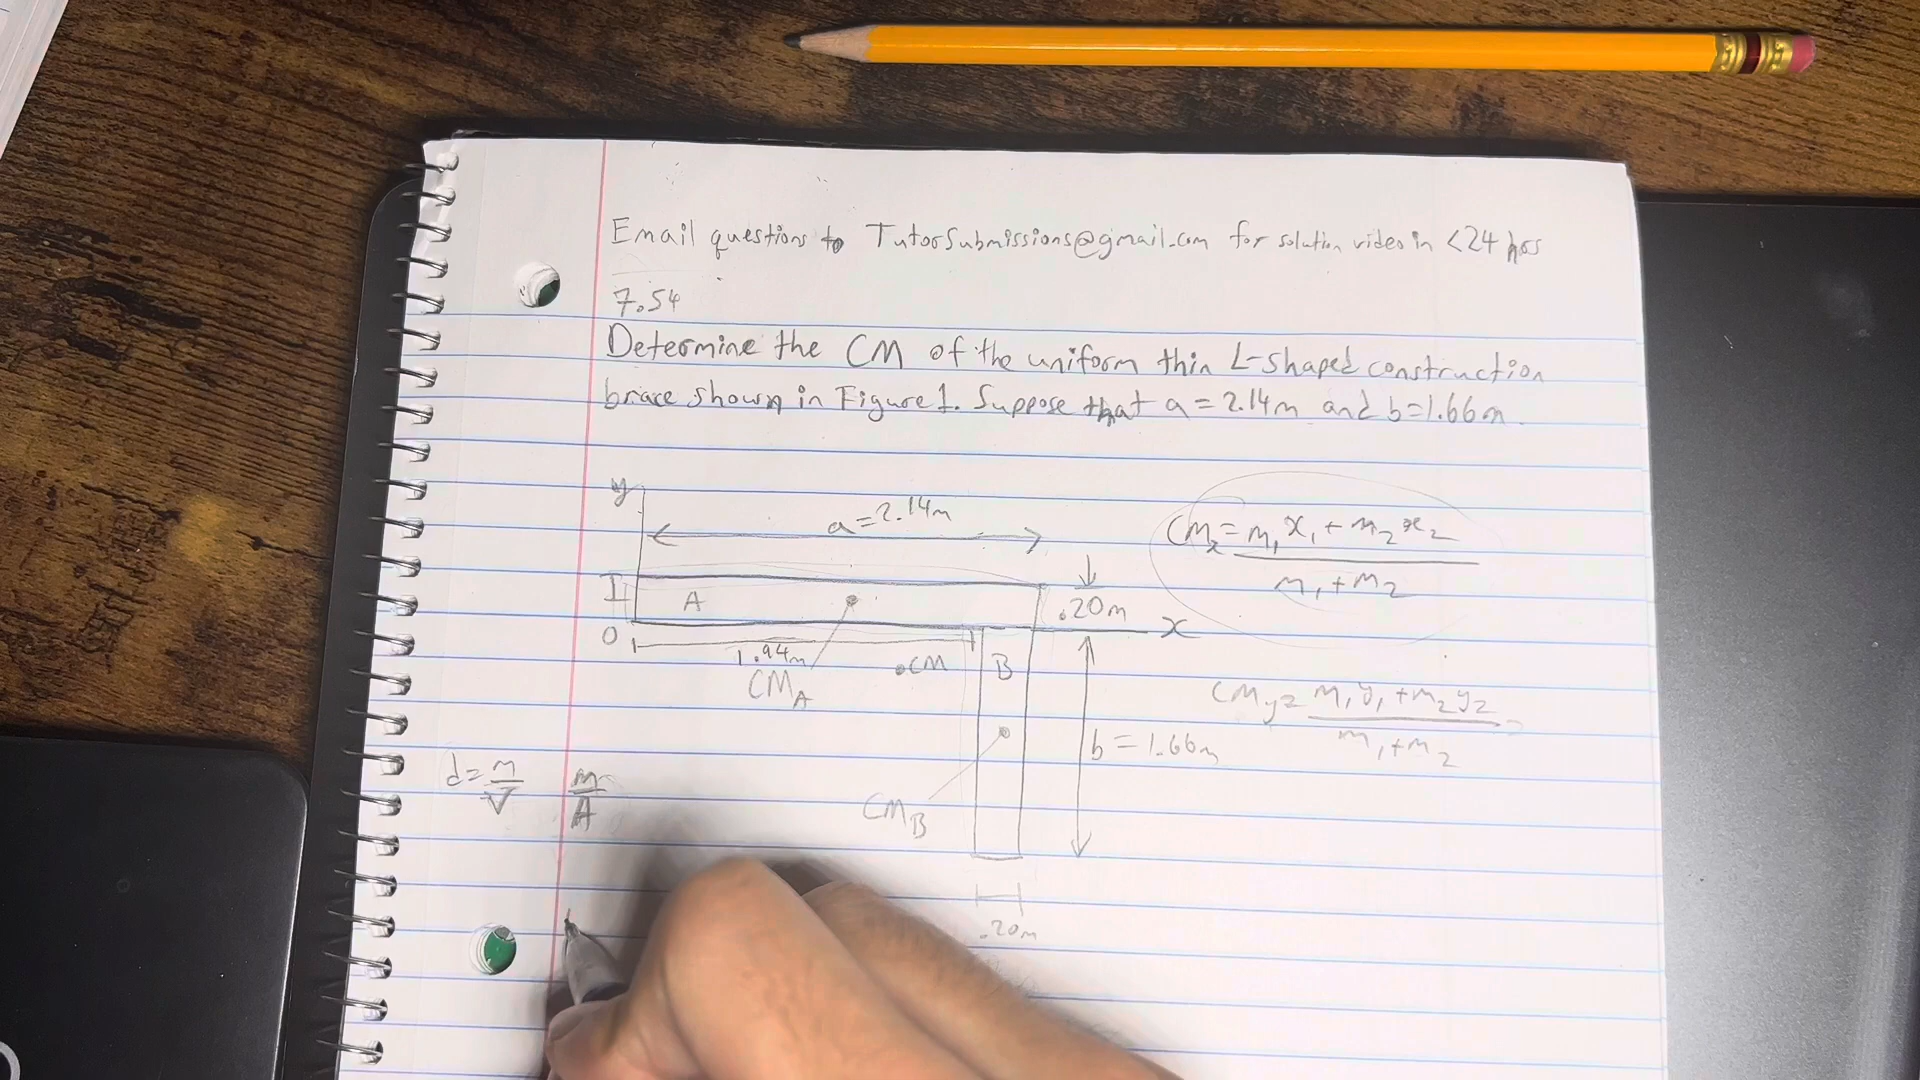 Email questions to TutorSubmissions@gmail.com for solution video in <24 hrs
7.54
Determine the CM of the uniform thin L-shaped construction
brace shown in Figure 1. Suppose that a = 2.14m and b=1.66m.
y
a=2.14m
CMx = m₁x₁ + m₂x₂
m₁ + m₂
A
.20m
x
0
1.94m
.CM
B
CM_A
CMy = m₁y₁ + m₂y₂
m₁ + m₂
b = 1.66m
d = m/V
m/A
CM_B
.20m